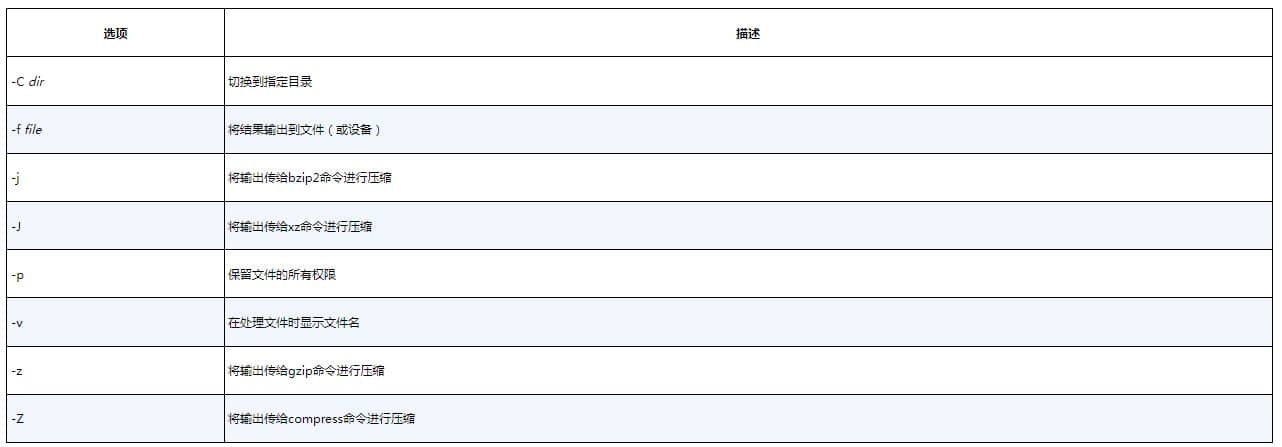 选项 描述
-C dir 切换到指定目录
-f file 将结果输出到文件（或设备）
-j 将输出传给bzip2命令进行压缩
-J 将输出传给xz命令进行压缩
-p 保留文件的所有权限
-v 在处理文件时显示文件名
-z 将输出传给gzip命令进行压缩
-Z 将输出传给compress命令进行压缩